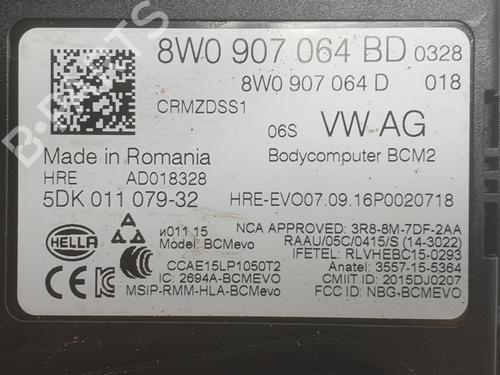 8W0 907 064 BD 0328
8W0 907 064 D 018
CRMZDSS1
06S VW AG
Made in Romania Bodycomputer BCM2
HRE AD018328
5DK 011 079-32 HRE-EVO07.09.16P0020718
HELLA
и011 15
Model: BCMevo
CCAE15LP1050T2
IC: 2694A-BCMEVO
MSIP-RMM-HLA-BCMevo
NCA APPROVED: 3R8-8M-7DF-2AA
RAAU/05C/0415/S (14-3022)
IFETEL: RLVHEBC15-0293
Anatel: 3557-15-5364
CMIIT ID: 2015DJ0207
FCC ID: NBG-BCMEVO